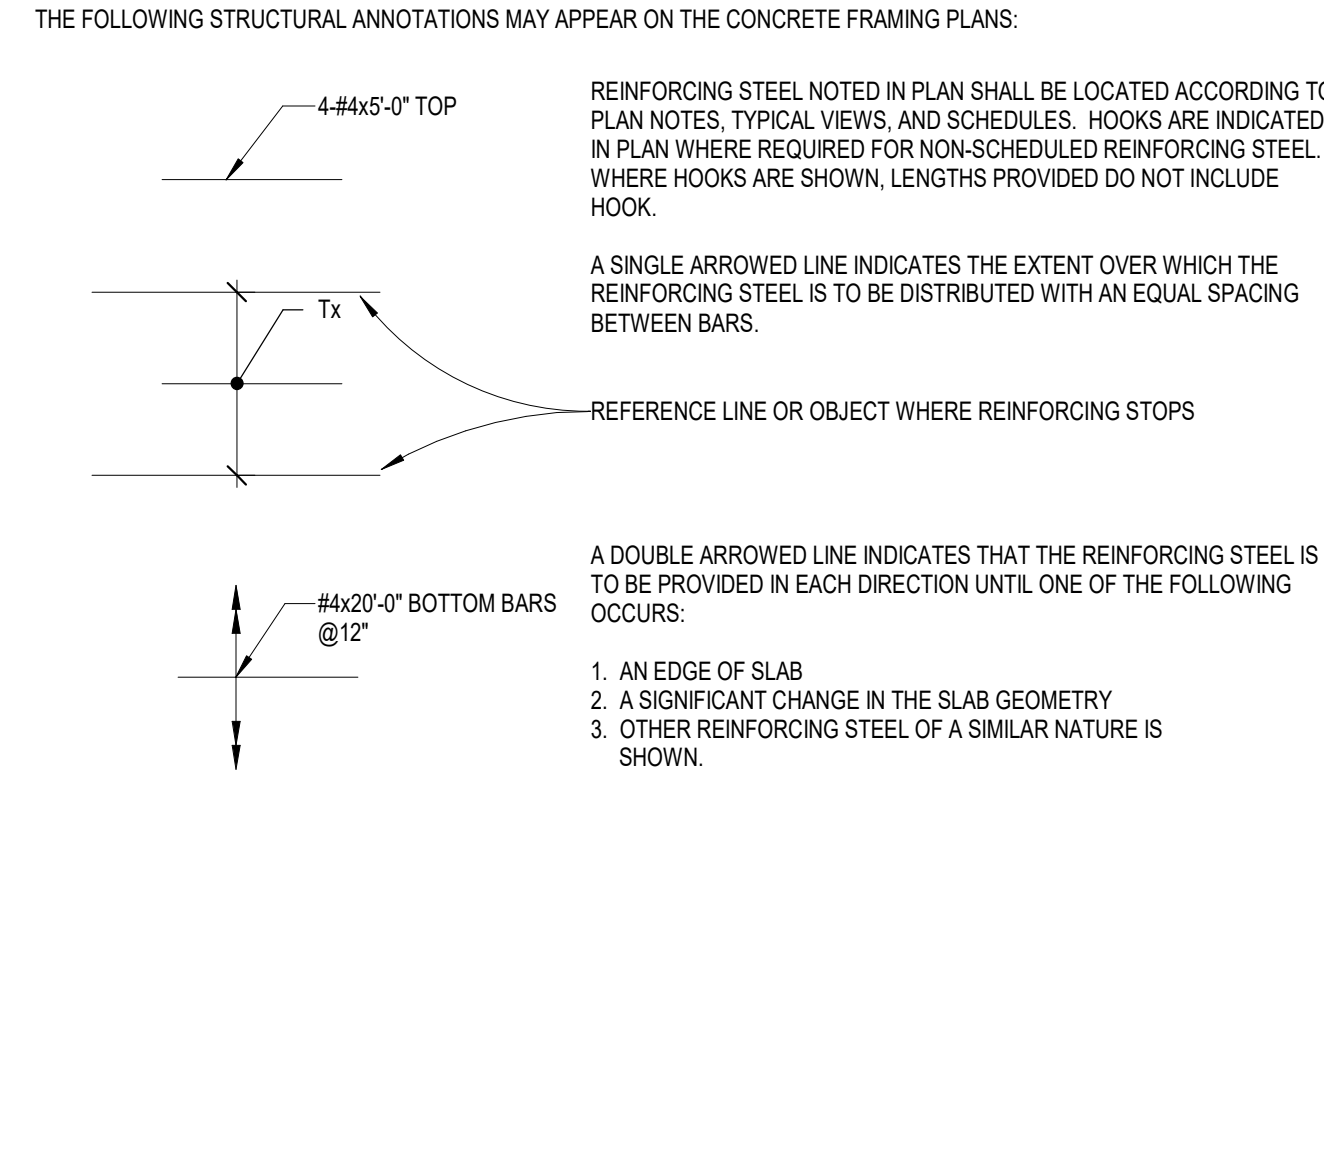 THE FOLLOWING STRUCTURAL ANNOTATIONS MAY APPEAR ON THE CONCRETE FRAMING PLANS:
4-#4x5'-0" TOP
REINFORCING STEEL NOTED IN PLAN SHALL BE LOCATED ACCORDING
PLAN NOTES, TYPICAL VIEWS, AND SCHEDULES. HOOKS ARE INDICATED
IN PLAN WHERE REQUIRED FOR NON-SCHEDULED REINFORCING STEEL.
WHERE HOOKS ARE SHOWN, LENGTHS PROVIDED DO NOT INCLUDE
HOOK.
A SINGLE ARROWED LINE INDICATES THE EXTENT OVER WHICH THE
REINFORCING STEEL IS TO BE DISTRIBUTED WITH AN EQUAL SPACING
BETWEEN BARS.
Tx
REFERENCE LINE OR OBJECT WHERE REINFORCING STOPS
#4x20'-0" BOTTOM BARS
@12"
A DOUBLE ARROWED LINE INDICATES THAT THE REINFORCING STEEL IS
TO BE PROVIDED IN EACH DIRECTION UNTIL ONE OF THE FOLLOWING
OCCURS:
1. AN EDGE OF SLAB
2. A SIGNIFICANT CHANGE IN THE SLAB GEOMETRY
3. OTHER REINFORCING STEEL OF A SIMILAR NATURE IS
SHOWN.